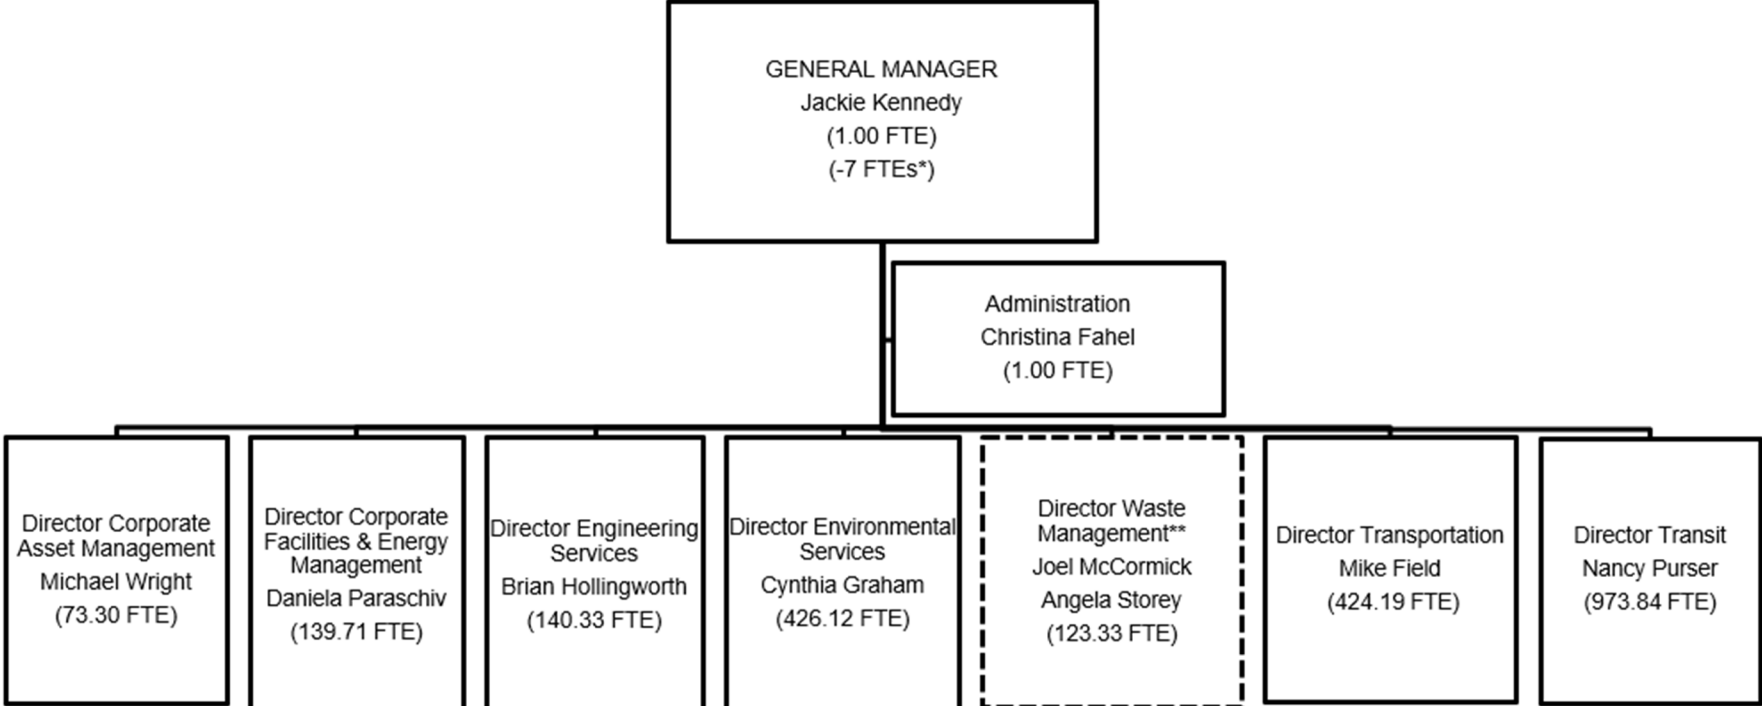 GENERAL MANAGER
Jackie Kennedy
(1.00 FTE)
(-7 FTEs*)
Administration
Christina Fahel
(1.00 FTE)
Director Corporate
Asset Management
Michael Wright
(73.30 FTE)
Director Corporate
Facilities & Energy
Management
Daniela Paraschiv
(139.71 FTE)
Director Engineering
Services
Brian Hollingworth
(140.33 FTE)
Director Environmental
Services
Cynthia Graham
(426.12 FTE)
Director Waste
Management**
Joel McCormick
Angela Storey
(123.33 FTE)
Director Transportation
Mike Field
(424.19 FTE)
Director Transit
Nancy Purser
(973.84 FTE)